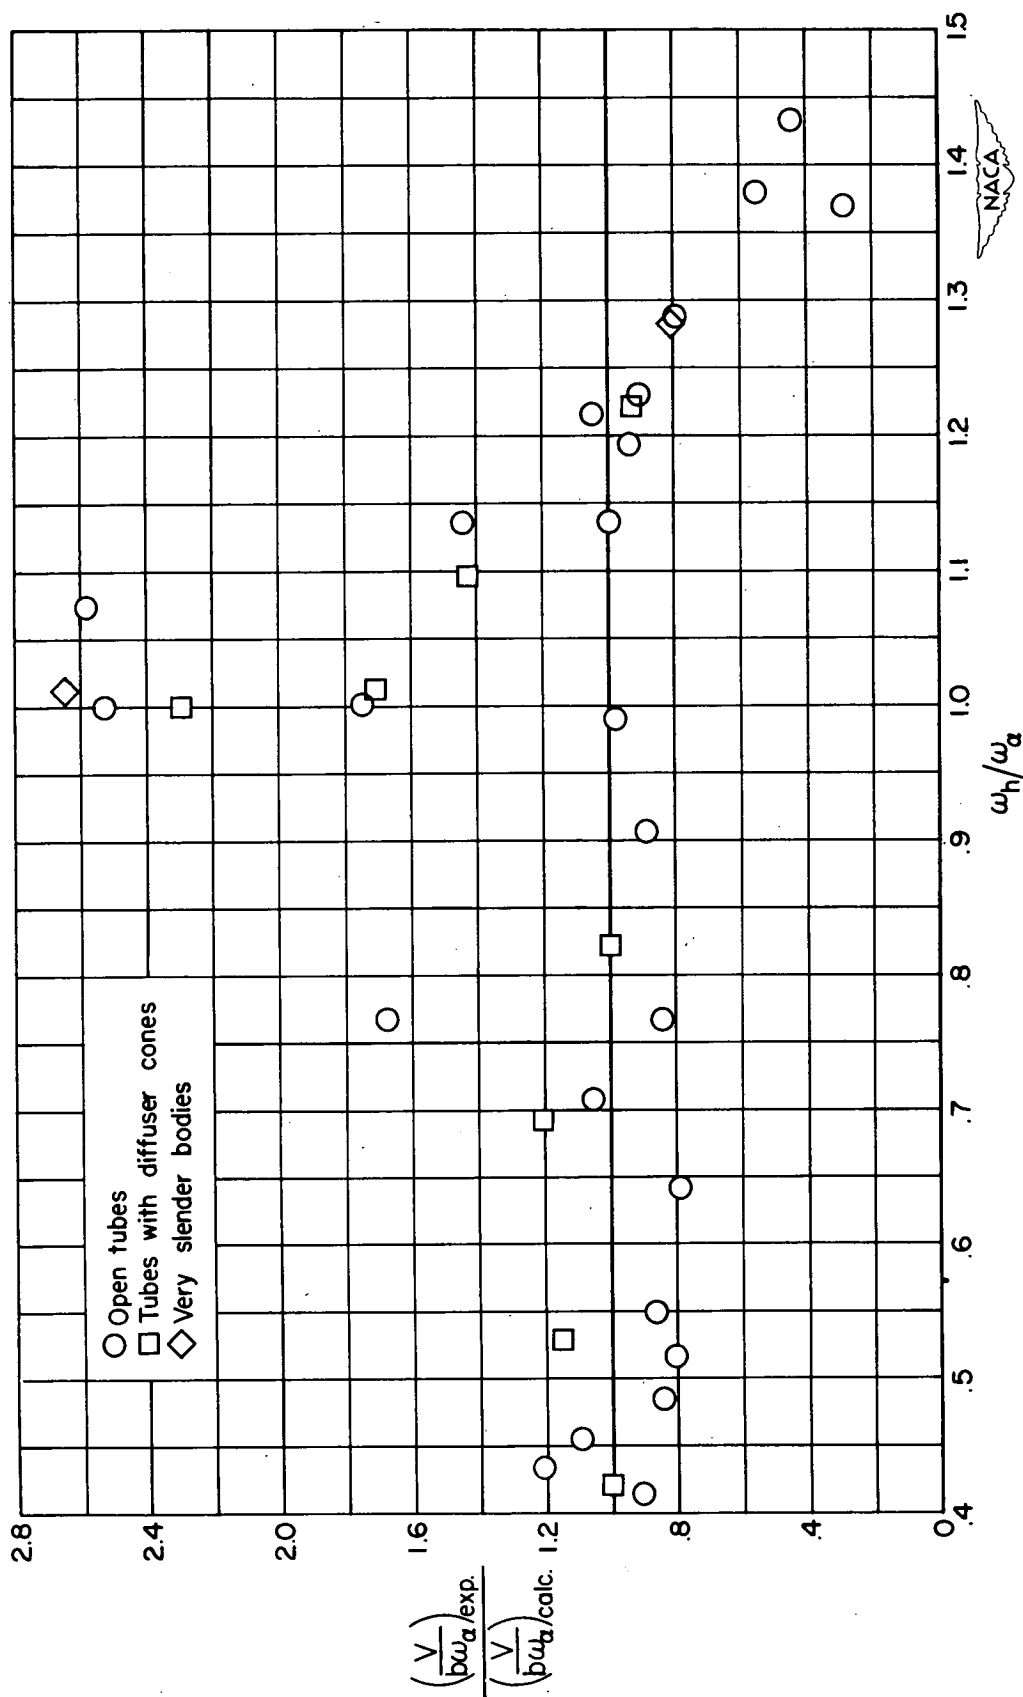 ○ Open tubes
□ Tubes with diffuser cones
◇ Very slender bodies
2.8
2.4
2.0
1.6
1.2
.8
.4
0
(V/bωα)exp.
(V/bωα)calc.
.4 .5 .6 .7 .8 .9 1.0 1.1 1.2 1.3 1.4 1.5
ωh/ωα
NACA